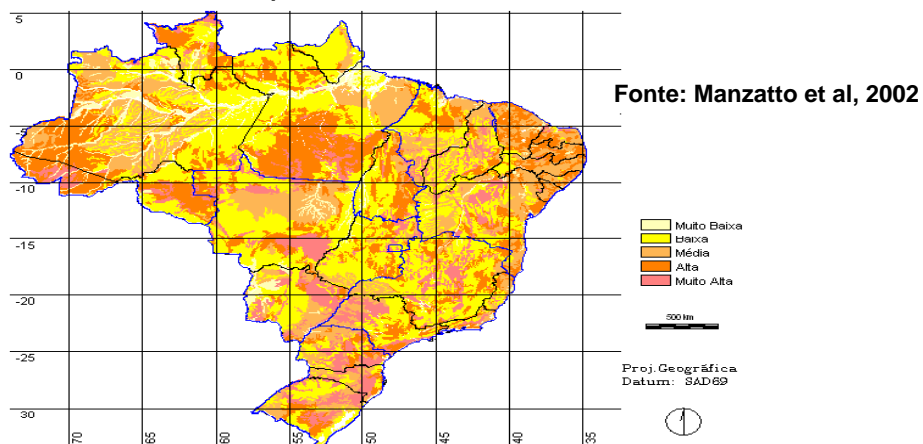 5
0
-5
-10
-15
-20
-25
-30
70
65
60
55
50
45
40
35
Fonte: Manzatto et al, 2002
Muito Baixa
Baixa
Média
Alta
Muito Alta
500 km
Proj.Geográfica
Datum: SAD69